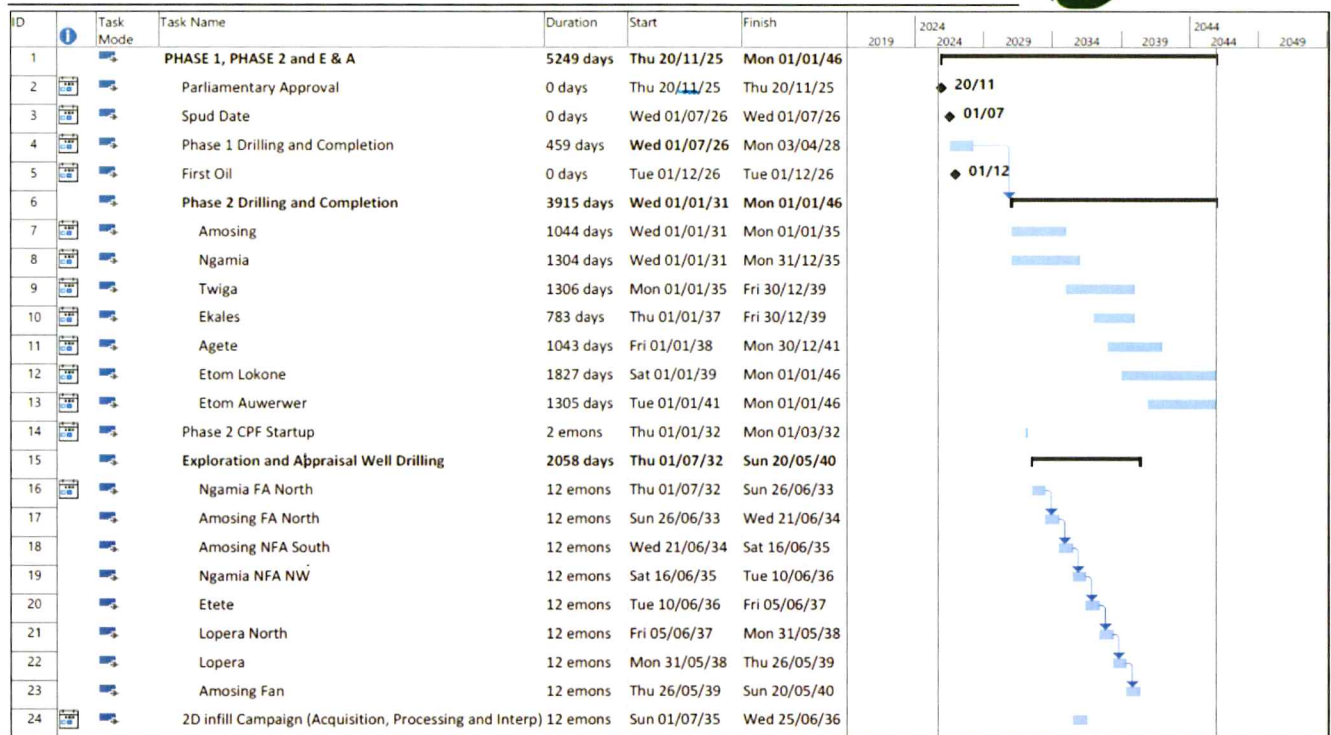 ID Task Mode Task Name Duration Start Finish 2024 2044
2019 2024 2029 2034 2039 2044 2049
1 PHASE 1, PHASE 2 and E & A 5249 days Thu 20/11/25 Mon 01/01/46
2 Parliamentary Approval 0 days Thu 20/11/25 Thu 20/11/25 20/11
3 Spud Date 0 days Wed 01/07/26 Wed 01/07/26 01/07
4 Phase 1 Drilling and Completion 459 days Wed 01/07/26 Mon 03/04/28
5 First Oil 0 days Tue 01/12/26 Tue 01/12/26 01/12
6 Phase 2 Drilling and Completion 3915 days Wed 01/01/31 Mon 01/01/46
7 Amosing 1044 days Wed 01/01/31 Mon 01/01/35
8 Ngamia 1304 days Wed 01/01/31 Mon 31/12/35
9 Twiga 1306 days Mon 01/01/35 Fri 30/12/39
10 Ekales 783 days Thu 01/01/37 Fri 30/12/39
11 Agete 1043 days Fri 01/01/38 Mon 30/12/41
12 Etom Lokone 1827 days Sat 01/01/39 Mon 01/01/46
13 Etom Auwerwer 1305 days Tue 01/01/41 Mon 01/01/46
14 Phase 2 CPF Startup 2 emons Thu 01/01/32 Mon 01/03/32
15 Exploration and Appraisal Well Drilling 2058 days Thu 01/07/32 Sun 20/05/40
16 Ngamia FA North 12 emons Thu 01/07/32 Sun 26/06/33
17 Amosing FA North 12 emons Sun 26/06/33 Wed 21/06/34
18 Amosing NFA South 12 emons Wed 21/06/34 Sat 16/06/35
19 Ngamia NFA NW 12 emons Sat 16/06/35 Tue 10/06/36
20 Etete 12 emons Tue 10/06/36 Fri 05/06/37
21 Lopera North 12 emons Fri 05/06/37 Mon 31/05/38
22 Lopera 12 emons Mon 31/05/38 Thu 26/05/39
23 Amosing Fan 12 emons Thu 26/05/39 Sun 20/05/40
24 2D infill Campaign (Acquisition, Processing and Interp) 12 emons Sun 01/07/35 Wed 25/06/36